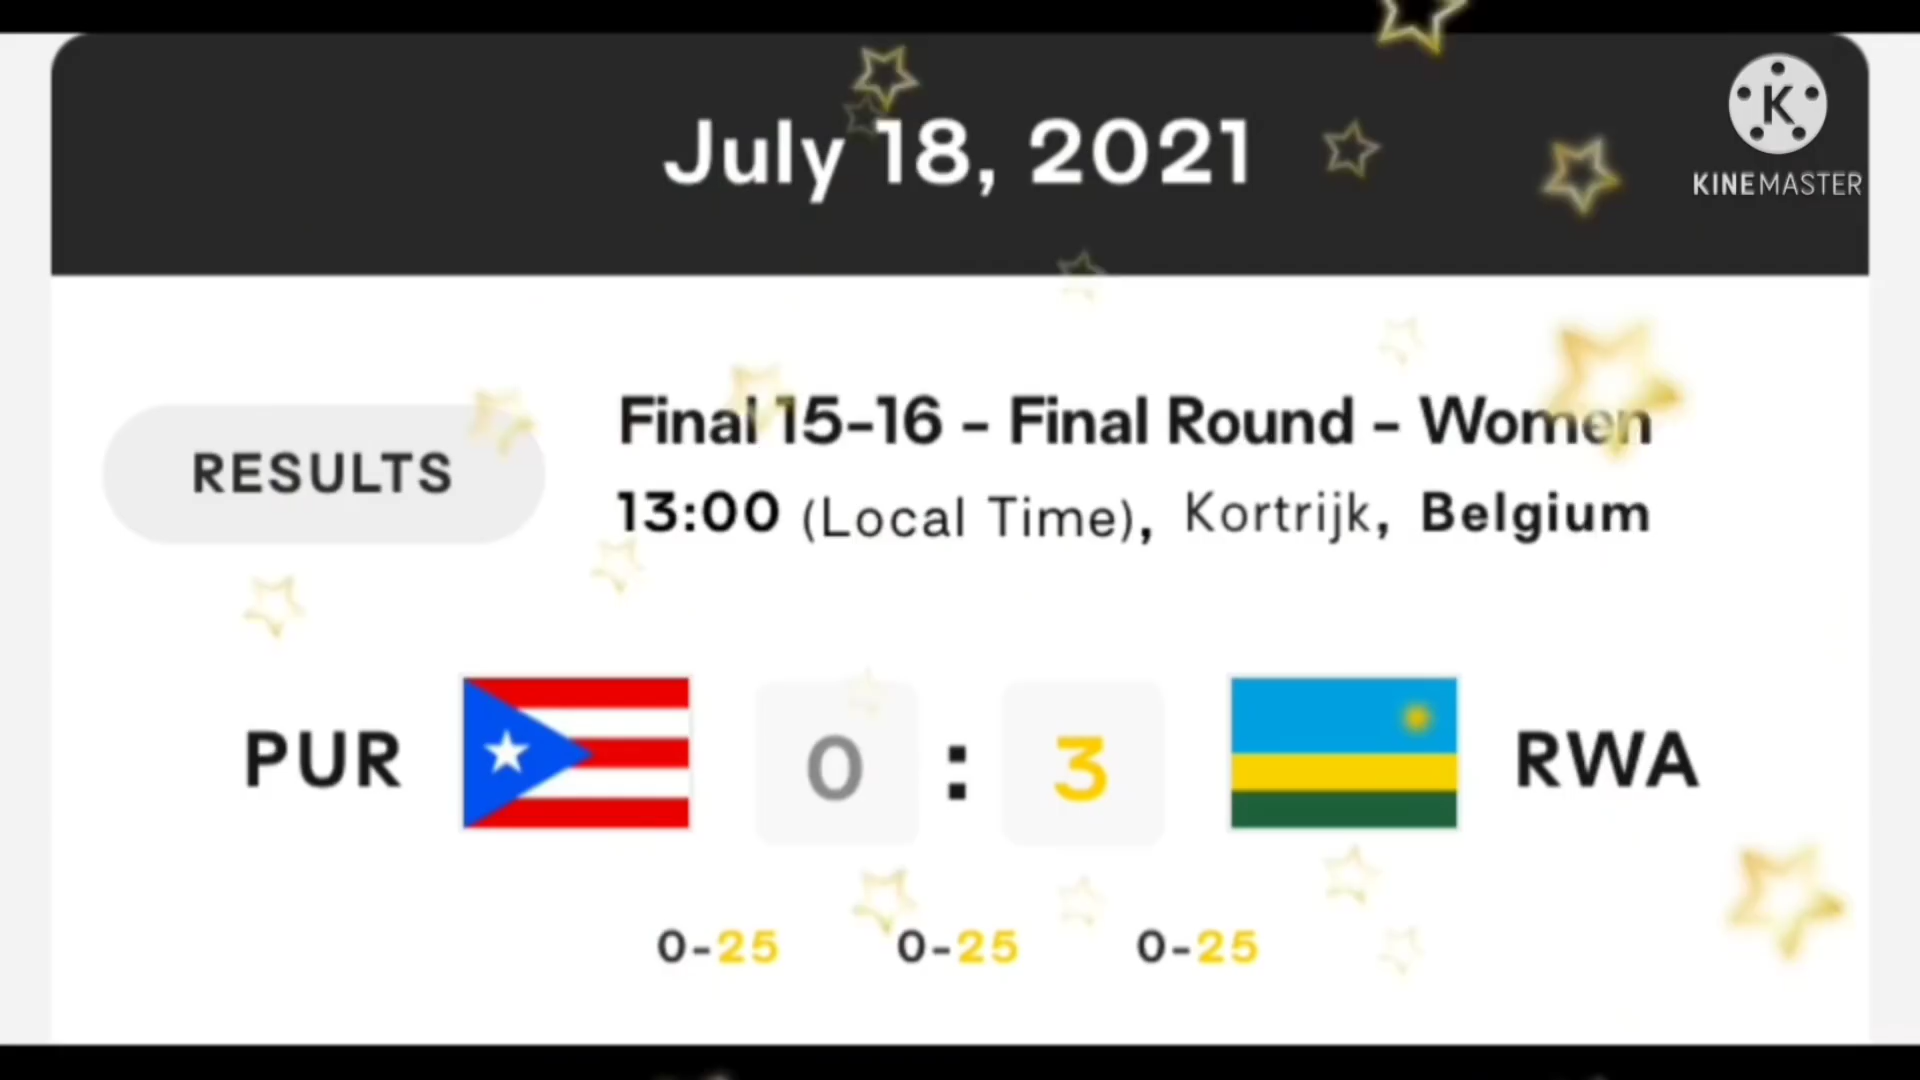 July 18, 2021
K
KINEMASTER
RESULTS
Final 15-16 - Final Round - Women
13:00 (Local Time), Kortrijk, Belgium
PUR 0 : 3 RWA
0-25 0-25 0-25